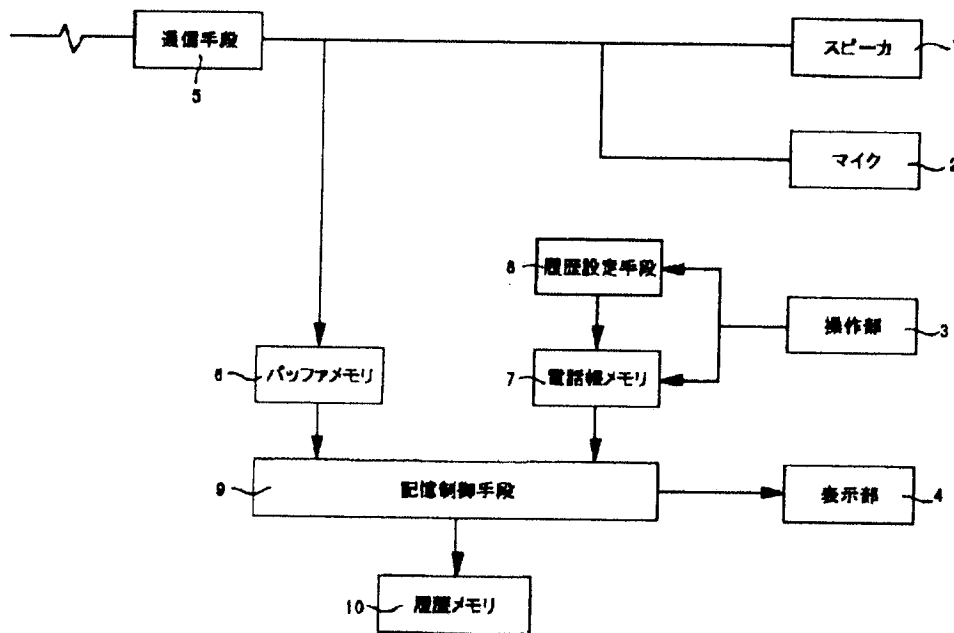 通信手段
5
スピーカ
1
マイク
2
8
履歴設定手段
操作部
3
6
バッファメモリ
7
電話帳メモリ
9
記憶制御手段
表示部
4
10
履歴メモリ